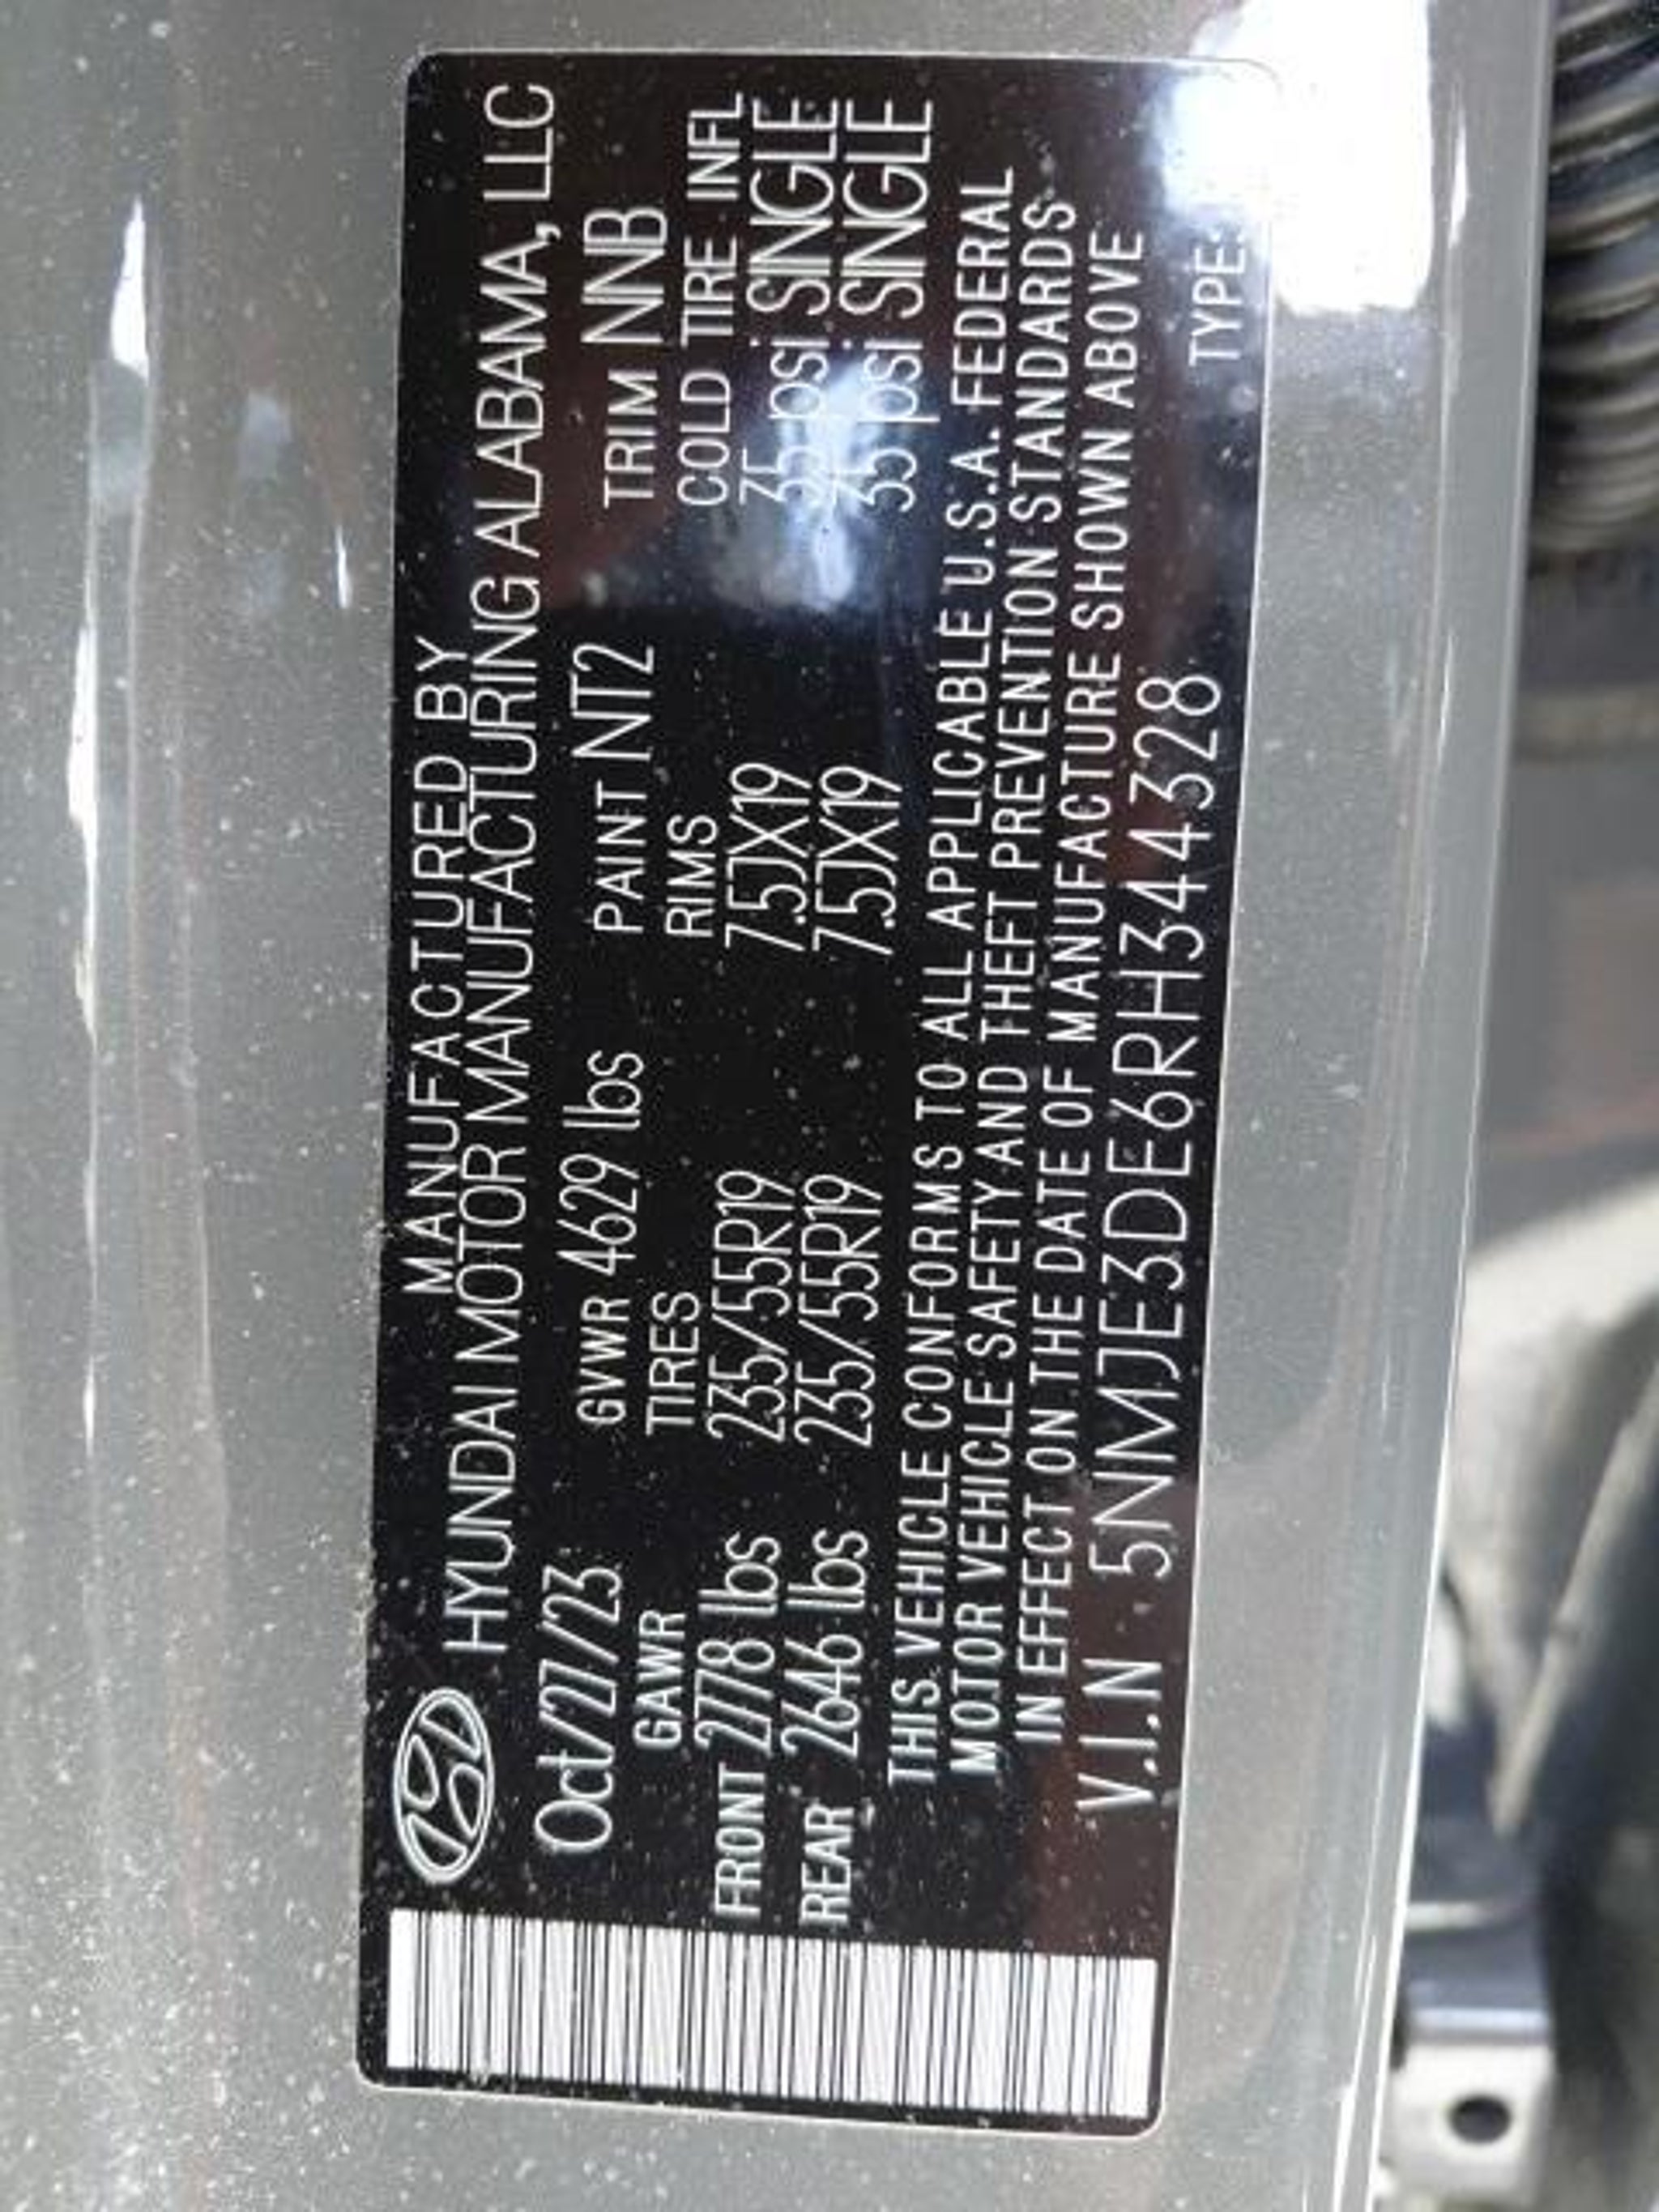 MANUFACTURED BY
HYUNDAI MOTOR MANUFACTURING ALABAMA, LLC
Oct/27/23 GVWR 4629 lbs PAINT NT2 TRIM NNB
GAWR TIRES RIMS COLD TIRE INFL
FRONT 2778 lbs 235/55R19 7.5JX19 35 psi SINGLE
REAR 2646 lbs 235/55R19 7.5JX19 35 psi SINGLE
THIS VEHICLE CONFORMS TO ALL APPLICABLE U.S.A. FEDERAL
MOTOR VEHICLE SAFETY AND THEFT PREVENTION STANDARDS
IN EFFECT ON THE DATE OF MANUFACTURE SHOWN ABOVE
V.I.N 5NMJE3DE6RH344328 TYPE: